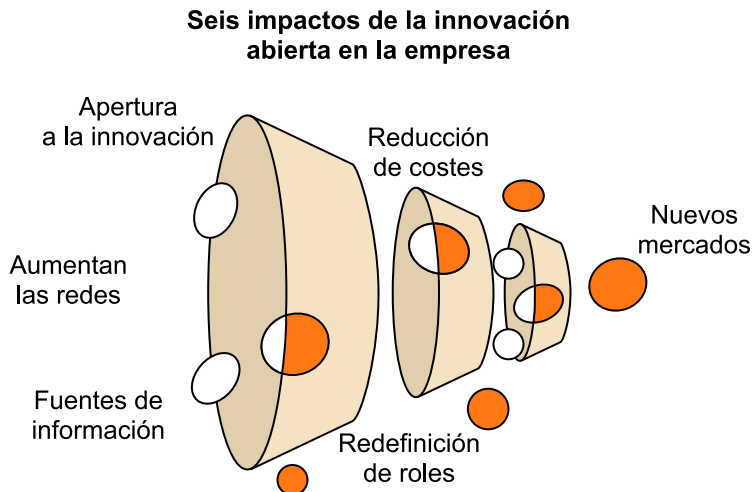 Seis impactos de la innovación
abierta en la empresa
Apertura
a la innovación
Reducción
de costes
Nuevos
mercados
Aumentan
las redes
Fuentes de
información
Redefinición
de roles